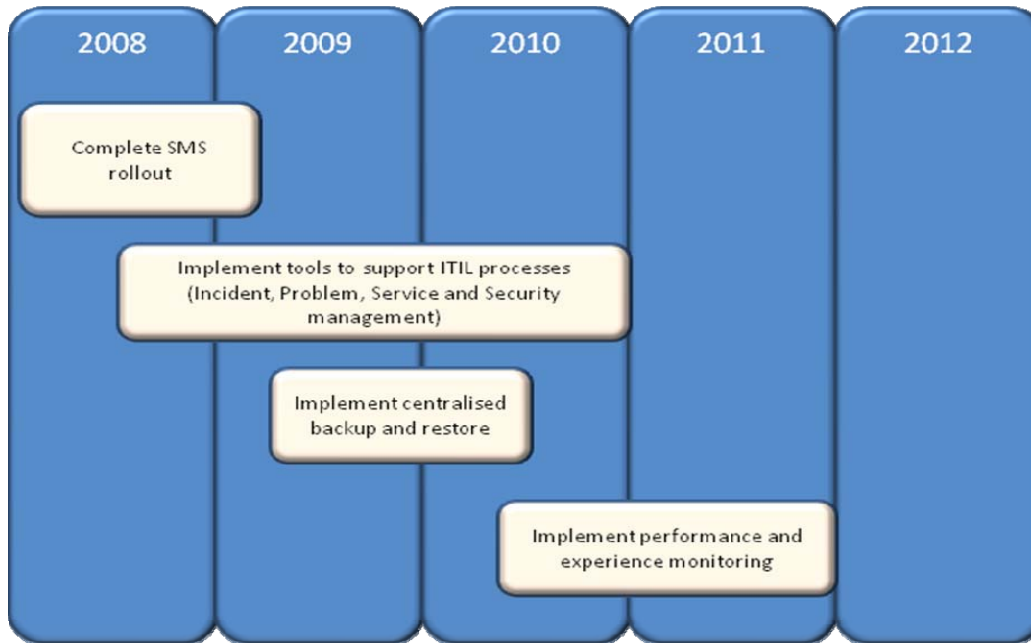 2008
2009
2010
2011
2012
Complete SMS
rollout
Implement tools to support ITIL processes
(Incident, Problem, Service and Security
management)
Implement centralised
backup and restore
Implement performance and
experience monitoring